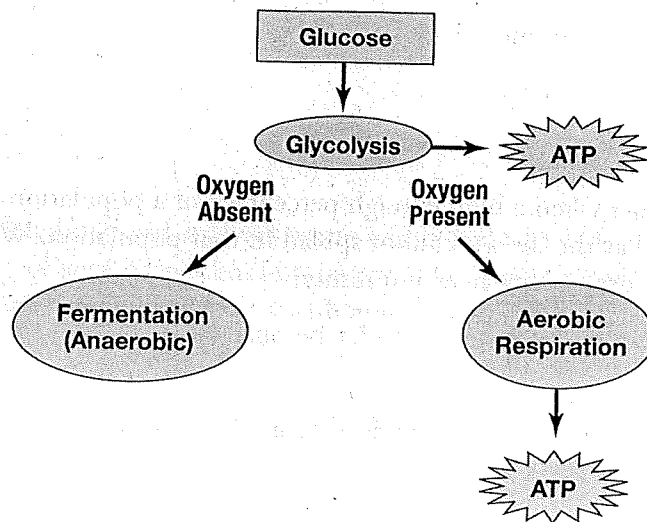 Glucose
Glycolysis
ATP
Oxygen
Absent
Oxygen
Present
Fermentation
(Anaerobic)
Aerobic
Respiration
ATP